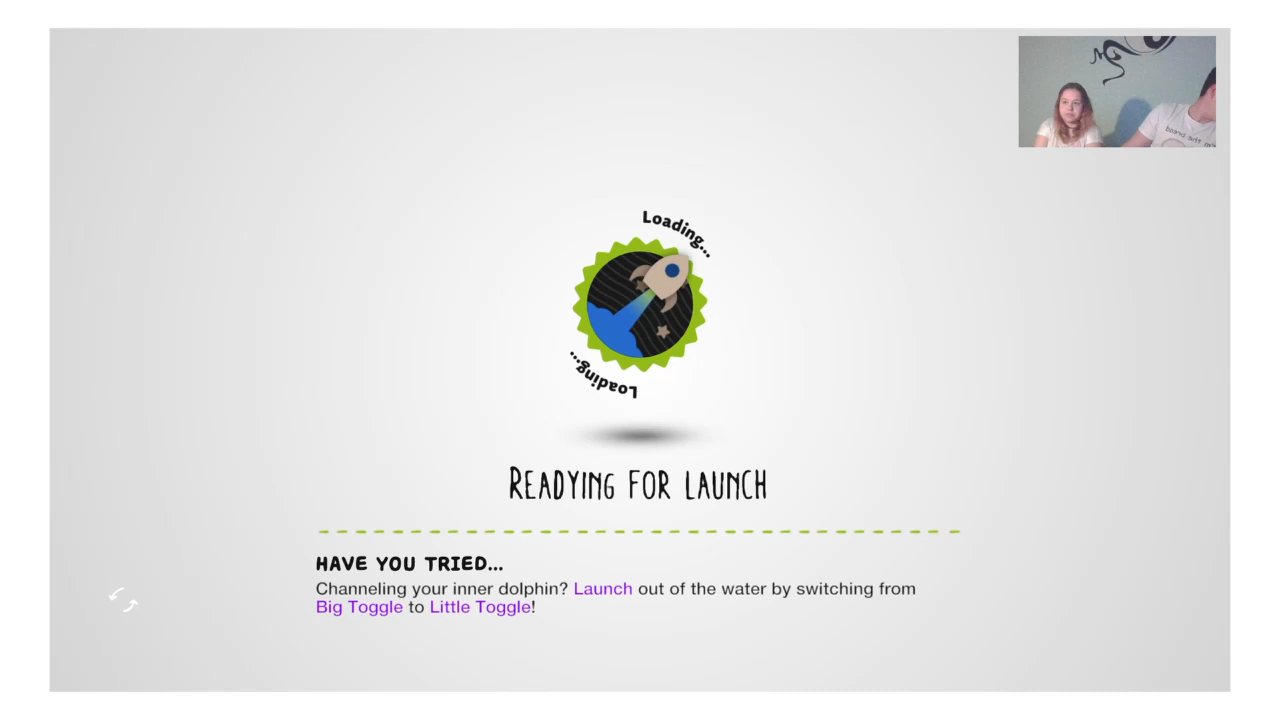 Loading...
Loading...
READYING FOR LAUNCH
HAVE YOU TRIED...
Channeling your inner dolphin? Launch out of the water by switching from
Big Toggle to Little Toggle!